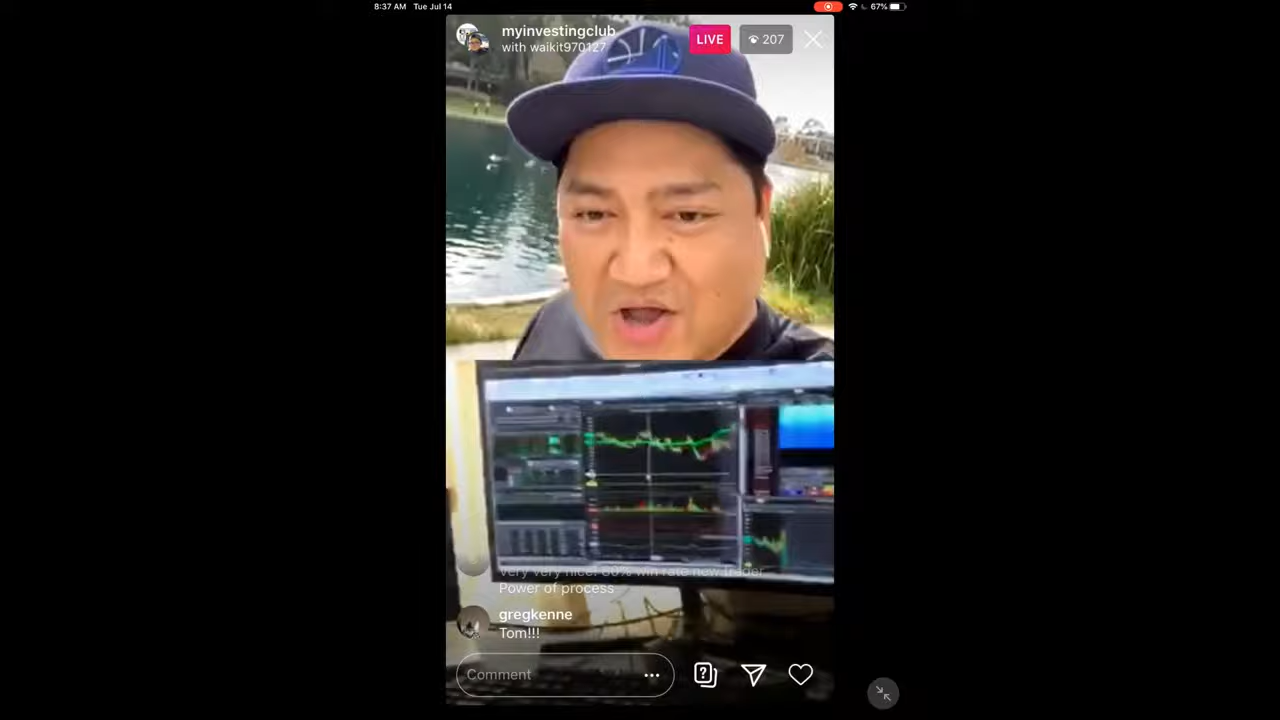 8:37 AM Tue Jul 14
67%
myinvestingclub
with waikit970127
LIVE
207
very very nice! 80% win rate new trader
Power of process
gregkenne
Tom!!!
Comment